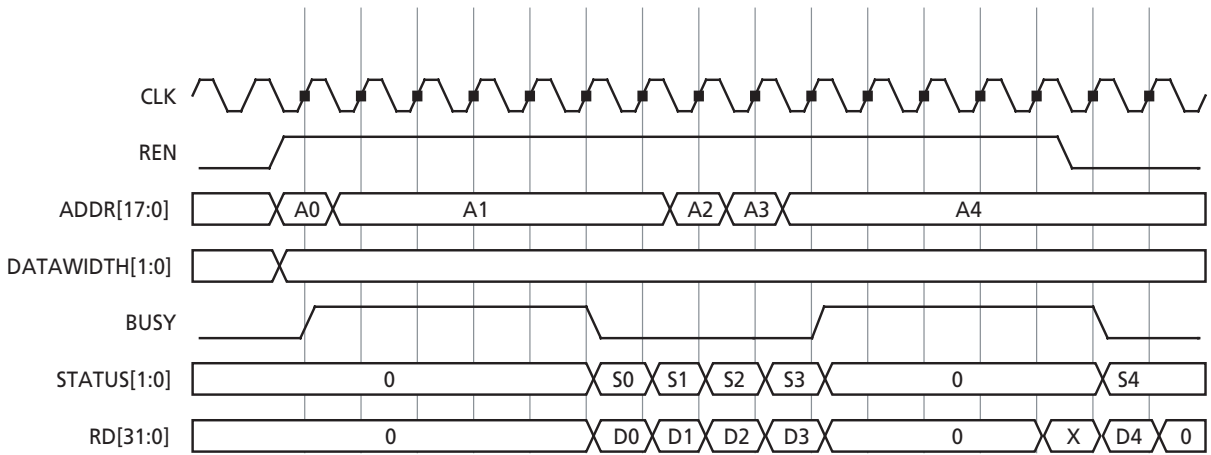 CLK
REN
ADDR[17:0] A0 A1 A2 A3 A4
DATAWIDTH[1:0]
BUSY
STATUS[1:0] 0 S0 S1 S2 S3 0 S4
RD[31:0] 0 D0 D1 D2 D3 0 X D4 0